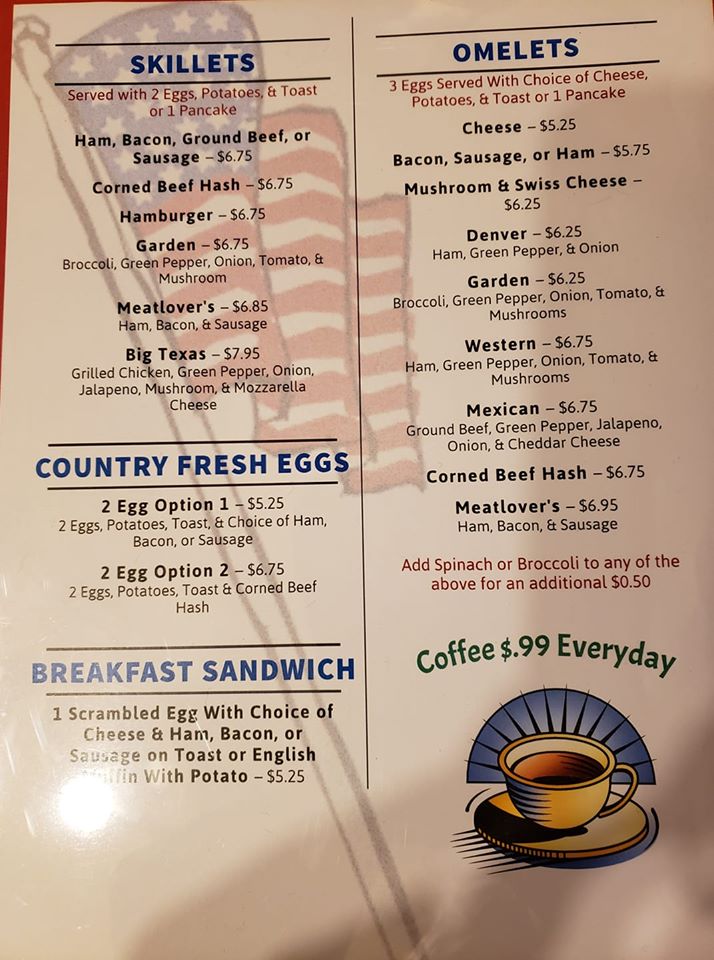 SKILLETS
Served with 2 Eggs, Potatoes, & Toast
or 1 Pancake
Ham, Bacon, Ground Beef, or
Sausage – $6.75
Corned Beef Hash – $6.75
Hamburger – $6.75
Garden – $6.75
Broccoli, Green Pepper, Onion, Tomato, &
Mushroom
Meatlover's – $6.85
Ham, Bacon, & Sausage
Big Texas – $7.95
Grilled Chicken, Green Pepper, Onion,
Jalapeno, Mushroom, & Mozzarella
Cheese
COUNTRY FRESH EGGS
2 Egg Option 1 – $5.25
2 Eggs, Potatoes, Toast, & Choice of Ham,
Bacon, or Sausage
2 Egg Option 2 – $6.75
2 Eggs, Potatoes, Toast & Corned Beef
Hash
BREAKFAST SANDWICH
1 Scrambled Egg With Choice of
Cheese & Ham, Bacon, or
Sausage on Toast or English
Muffin With Potato – $5.25
OMELETS
3 Eggs Served With Choice of Cheese,
Potatoes, & Toast or 1 Pancake
Cheese – $5.25
Bacon, Sausage, or Ham – $5.75
Mushroom & Swiss Cheese –
$6.25
Denver – $6.25
Ham, Green Pepper, & Onion
Garden – $6.25
Broccoli, Green Pepper, Onion, Tomato, &
Mushrooms
Western – $6.75
Ham, Green Pepper, Onion, Tomato, &
Mushrooms
Mexican – $6.75
Ground Beef, Green Pepper, Jalapeno,
Onion, & Cheddar Cheese
Corned Beef Hash – $6.75
Meatlover's – $6.95
Ham, Bacon, & Sausage
Add Spinach or Broccoli to any of the
above for an additional $0.50
Coffee $.99 Everyday